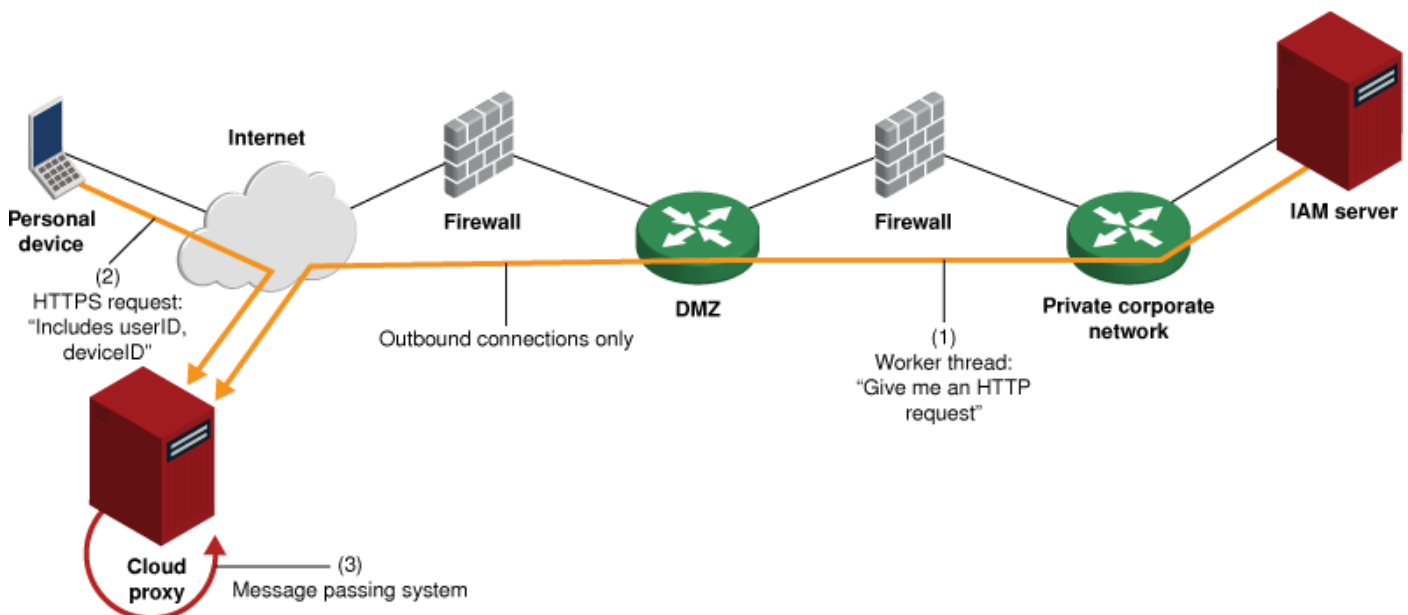 Internet
Firewall
Firewall
IAM server
Personal
device
(2)
HTTPS request:
“Includes userID,
deviceID"
Outbound connections only
DMZ
(1)
Worker thread:
“Give me an HTTP
request”
Private corporate
network
Cloud
proxy
(3)
Message passing system